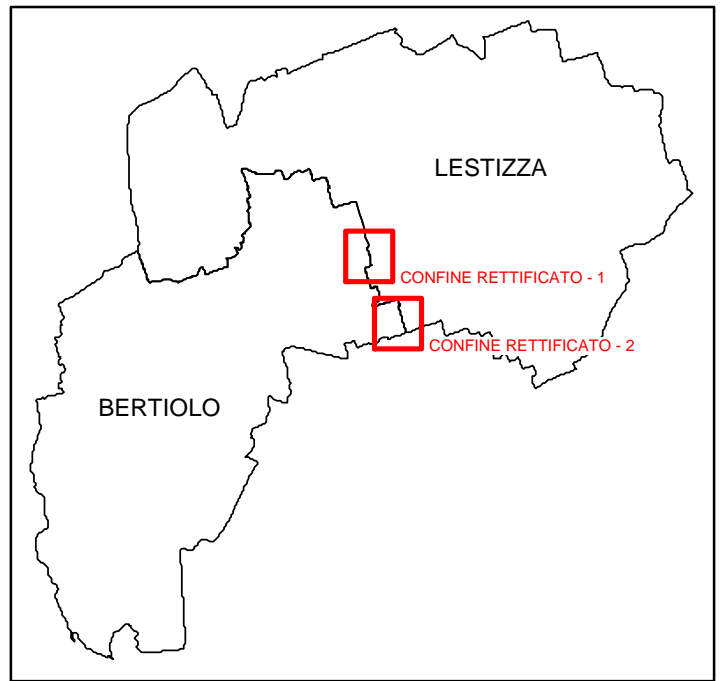 LESTIZZA
CONFINE RETTIFICATO - 1
CONFINE RETTIFICATO - 2
BERTIOLO